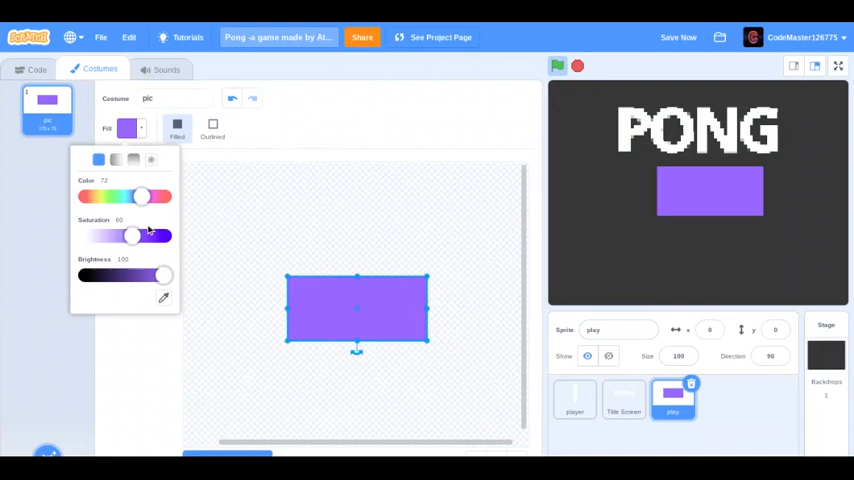 SCRATCH File Edit Tutorials Pong -a game made by At... Share See Project Page Save Now C CodeMaster126775
Code Costumes Sounds
1
pic
Costume pic
Fill Filled Outlined
Color 72
Saturation 60
Brightness 100
PONG
Sprite play x 0 y 0
Show Size 100 Direction 90
player Title Screen play
Stage
Backdrops
1